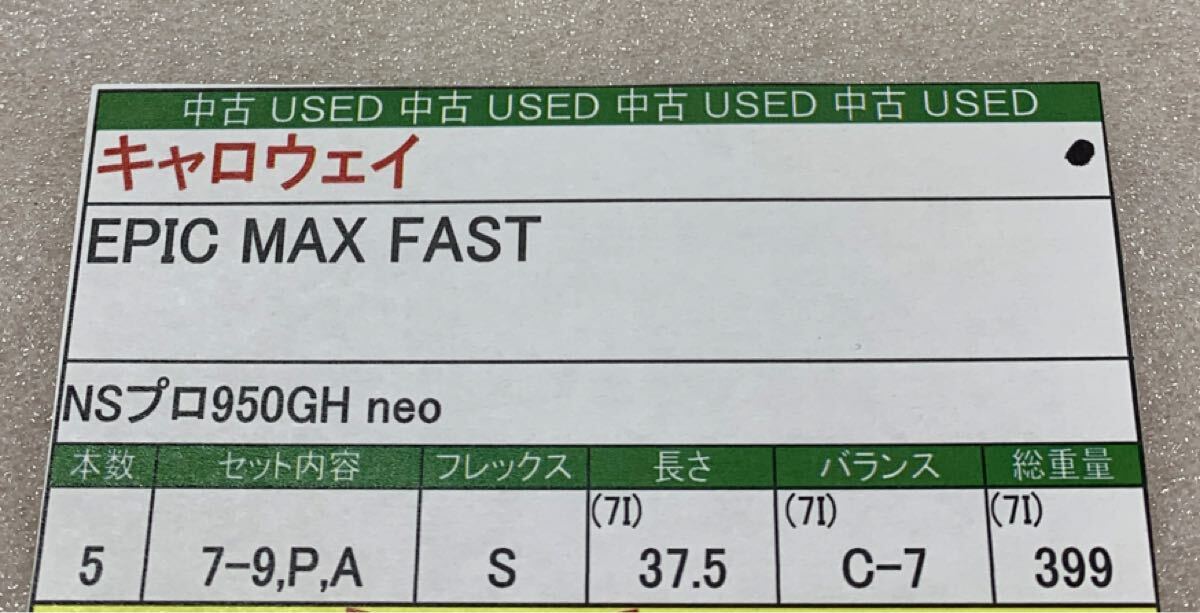 中古 USED 中古 USED 中古 USED 中古 USED
キャロウェイ
EPIC MAX FAST
NSプロ950GH neo
本数 セット内容 フレックス 長さ バランス 総重量
(7I) (7I) (7I)
5 7-9,P,A S 37.5 C-7 399